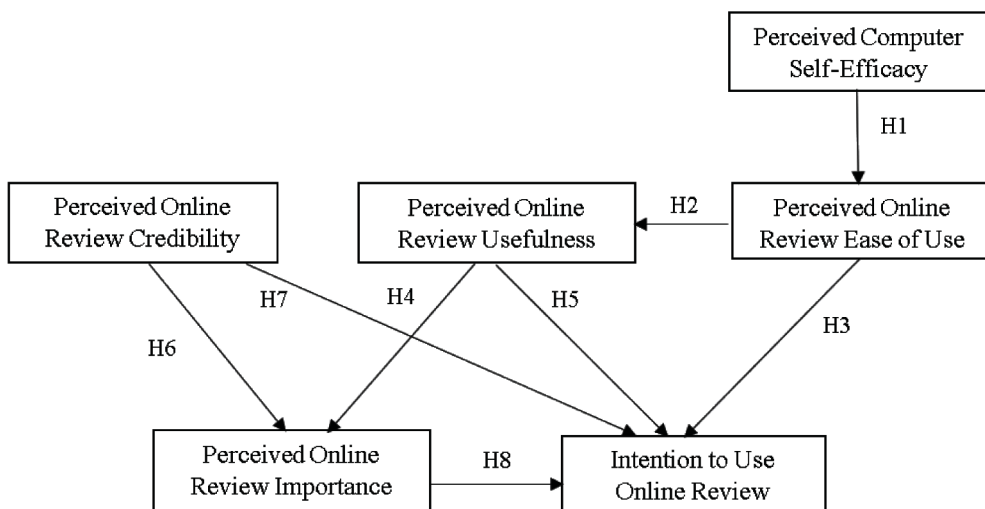 Perceived Computer
Self-Efficacy
H1
Perceived Online
Review Credibility
Perceived Online
Review Usefulness
H2
Perceived Online
Review Ease of Use
H7
H4
H5
H3
H6
Perceived Online
Review Importance
H8
Intention to Use
Online Review